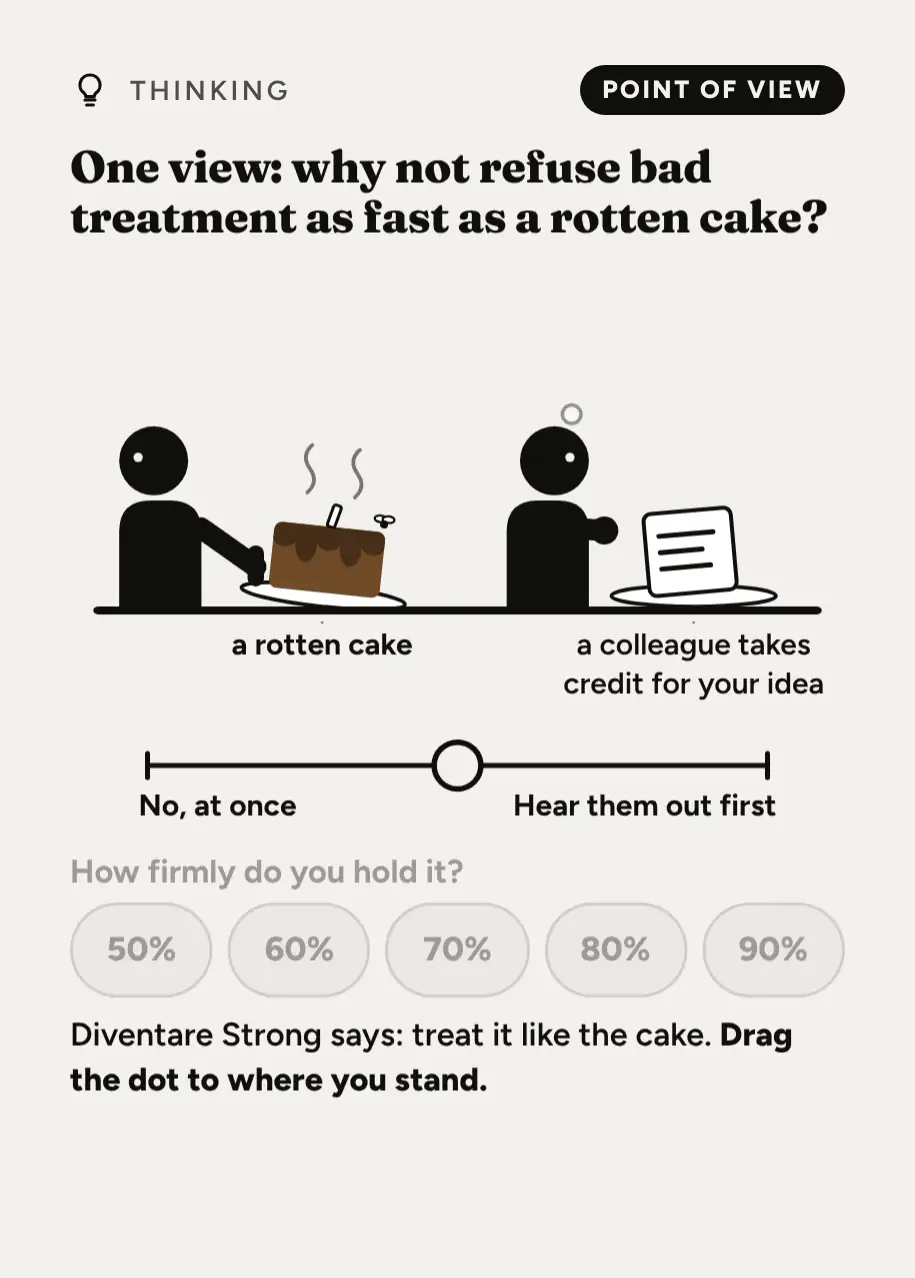 THINKING
POINT OF VIEW
One view: why not refuse bad
treatment as fast as a rotten cake?
a rotten cake
a colleague takes
credit for your idea
No, at once
Hear them out first
How firmly do you hold it?
50%
60%
70%
80%
90%
Diventare Strong says: treat it like the cake. Drag
the dot to where you stand.